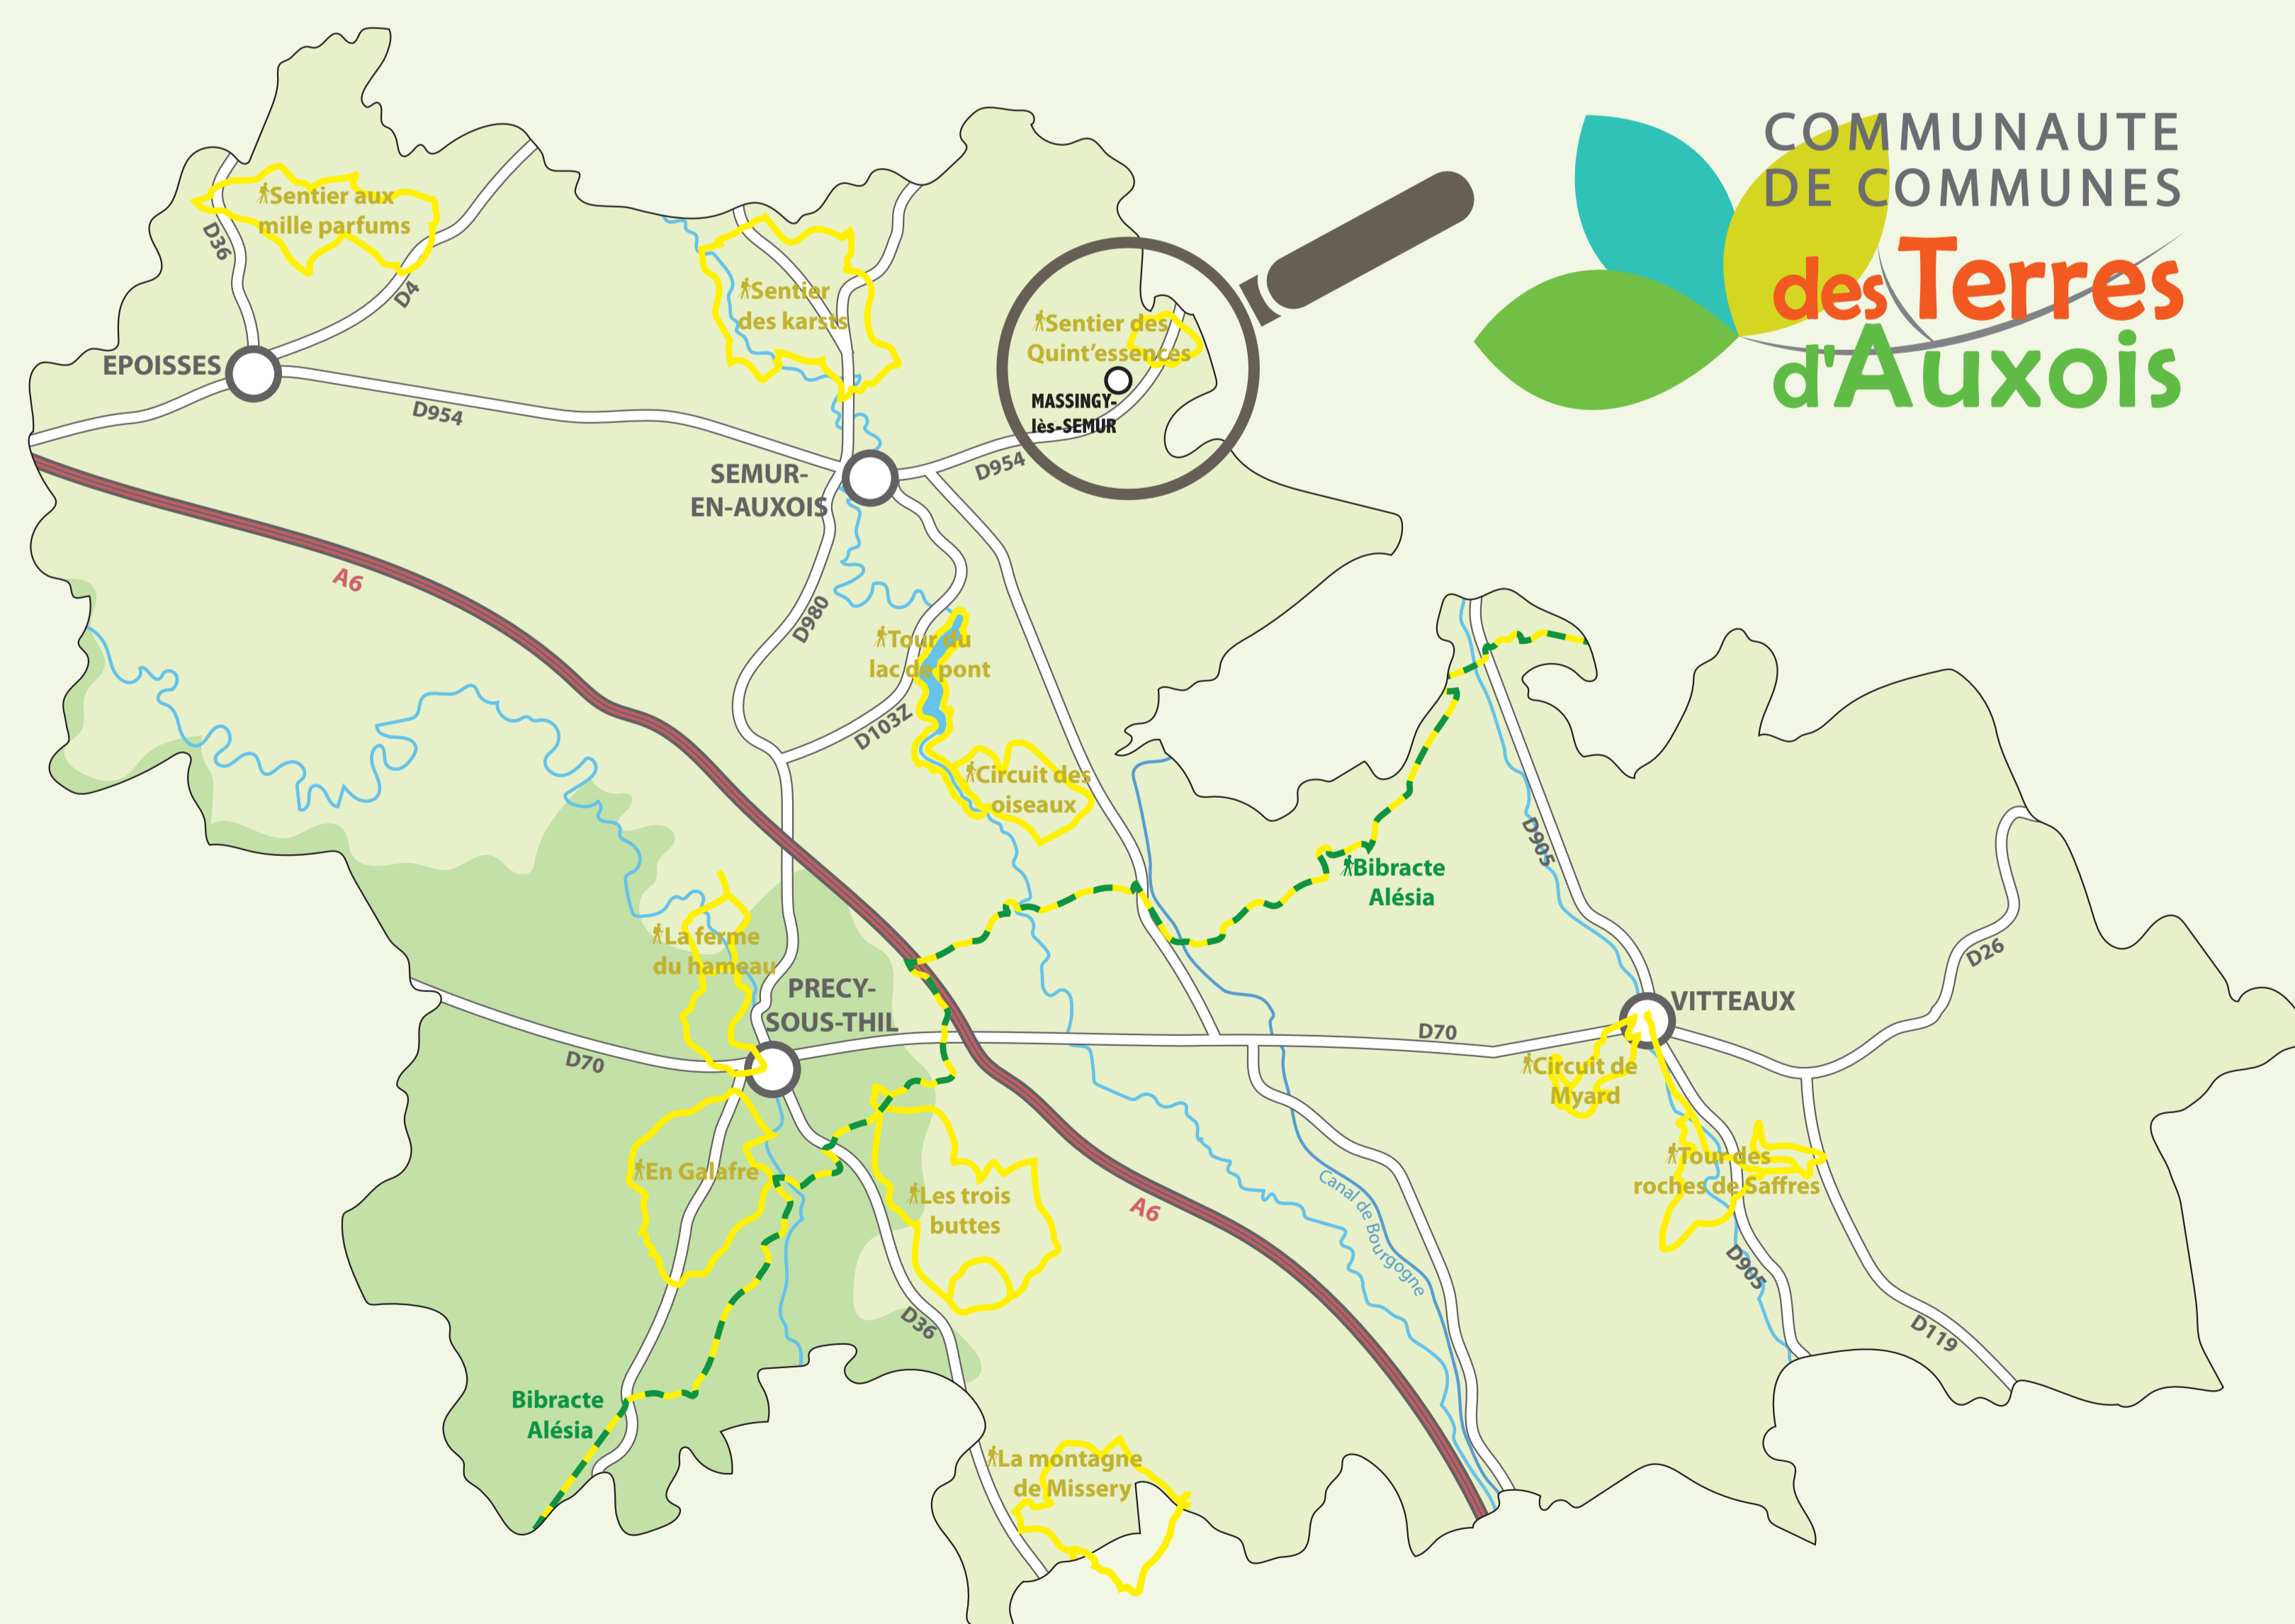 COMMUNAUTE
DE COMMUNES
des Terres
d'Auxois
Sentier aux
mille parfums
D36
D4
EPOISSES
D954
Sentier
des karsts
Sentier des
Quint'essences
MASSINGY-
lès-SEMUR
D954
SEMUR-
EN-AUXOIS
A6
D980
Tour du
lac de pont
D103Z
Circuit des
oiseaux
D905
Bibracte
Alésia
La ferme
du hameau
D26
PRECY-
SOUS-THIL
VITTEAUX
D70
D70
Circuit de
Myard
En Galafre
Les trois
buttes
A6
Canal de Bourgogne
Tour des
roches de Saffres
D905
D36
D119
Bibracte
Alésia
La montagne
de Missery